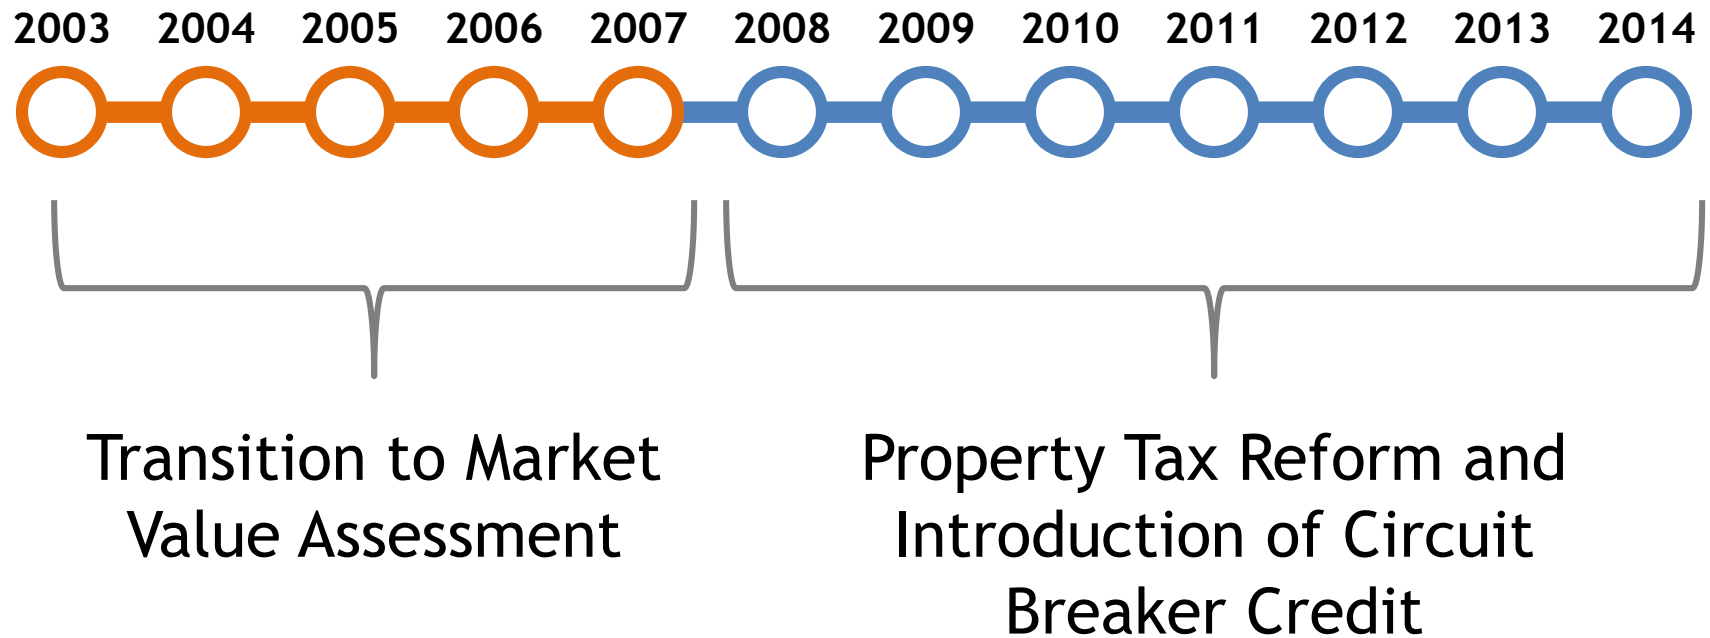 2003 2004 2005 2006 2007 2008 2009 2010 2011 2012 2013 2014
Transition to Market
Value Assessment
Property Tax Reform and
Introduction of Circuit
Breaker Credit